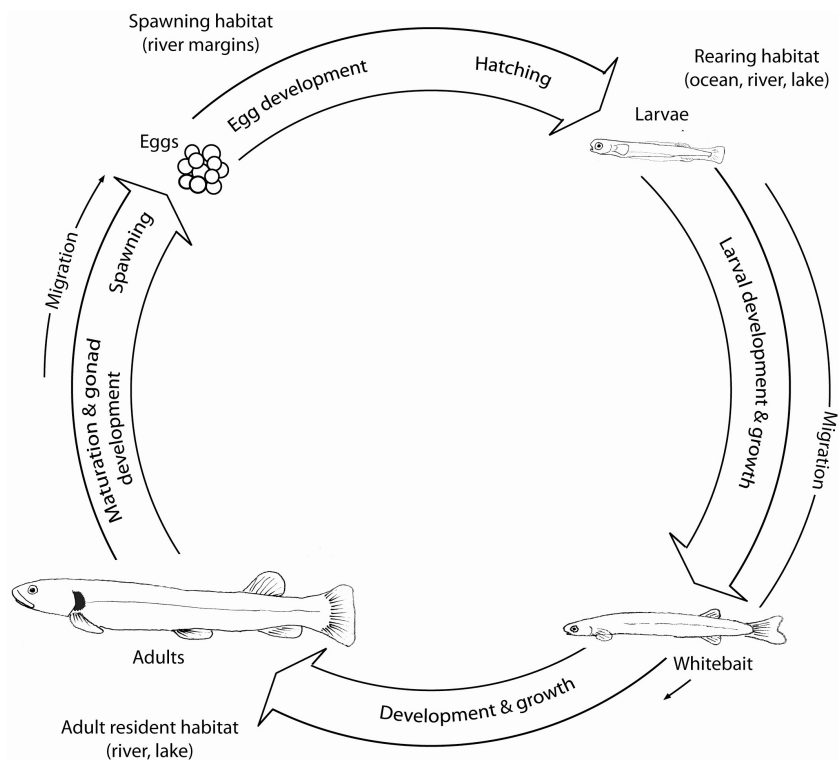 Spawning habitat
(river margins)
Egg development
Hatching
Rearing habitat
(ocean, river, lake)
Larvae
Eggs
Larval development & growth
Migration
Whitebait
Development & growth
Adults
Adult resident habitat
(river, lake)
Maturation & gonad
development
Spawning
Migration